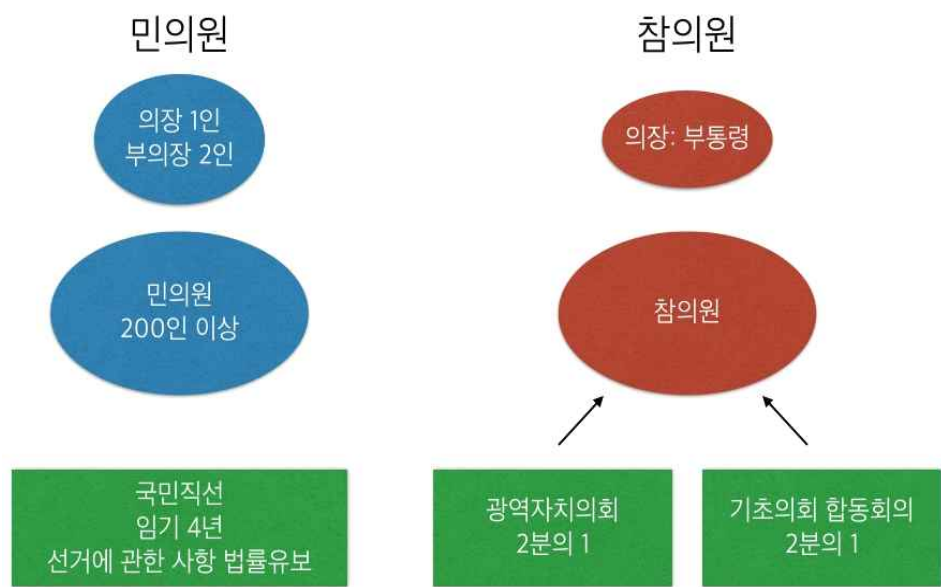 민의원
의장 1인
부의장 2인
민의원
200인 이상
국민직선
임기 4년
선거에 관한 사항 법률유보
참의원
의장: 부통령
참의원
광역자치의회
2분의 1
기초의회 합동회의
2분의 1